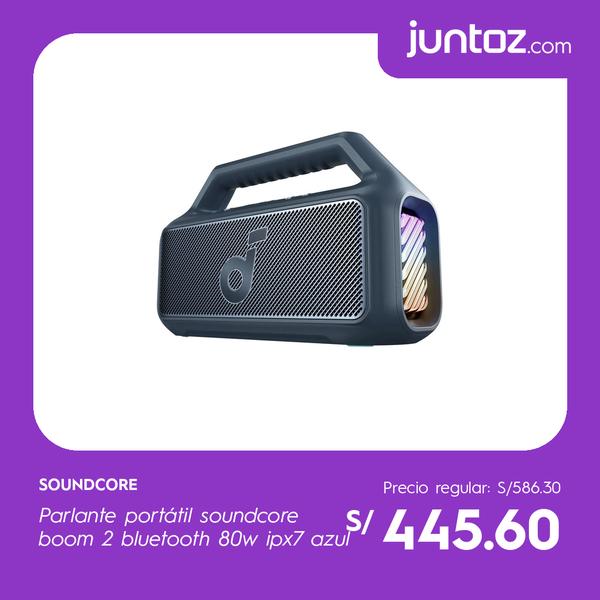 juntoz.com
SOUNDCORE
Parlante portátil soundcore
boom 2 bluetooth 80w ipx7 azul
Precio regular: S/586.30
S/ 445.60